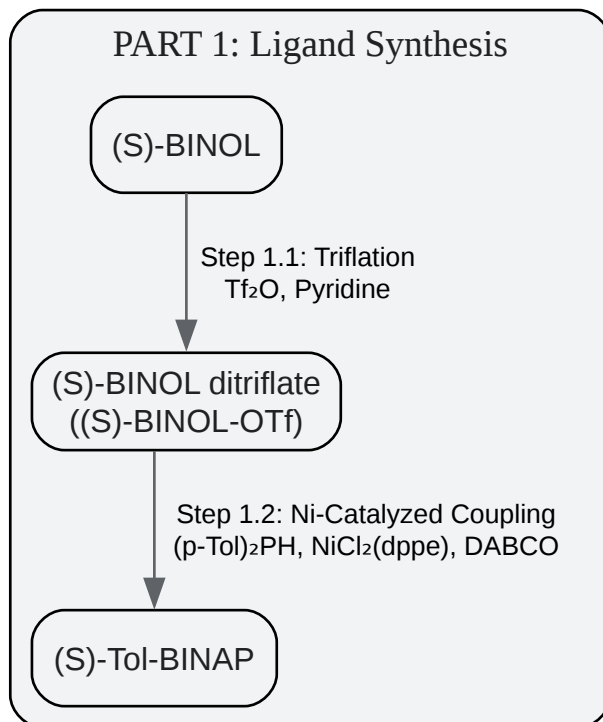 PART 1: Ligand Synthesis
(S)-BINOL
Step 1.1: Triflation
Tf₂O, Pyridine
(S)-BINOL ditriflate
((S)-BINOL-OTf)
Step 1.2: Ni-Catalyzed Coupling
(p-Tol)₂PH, NiCl₂(dppe), DABCO
(S)-Tol-BINAP